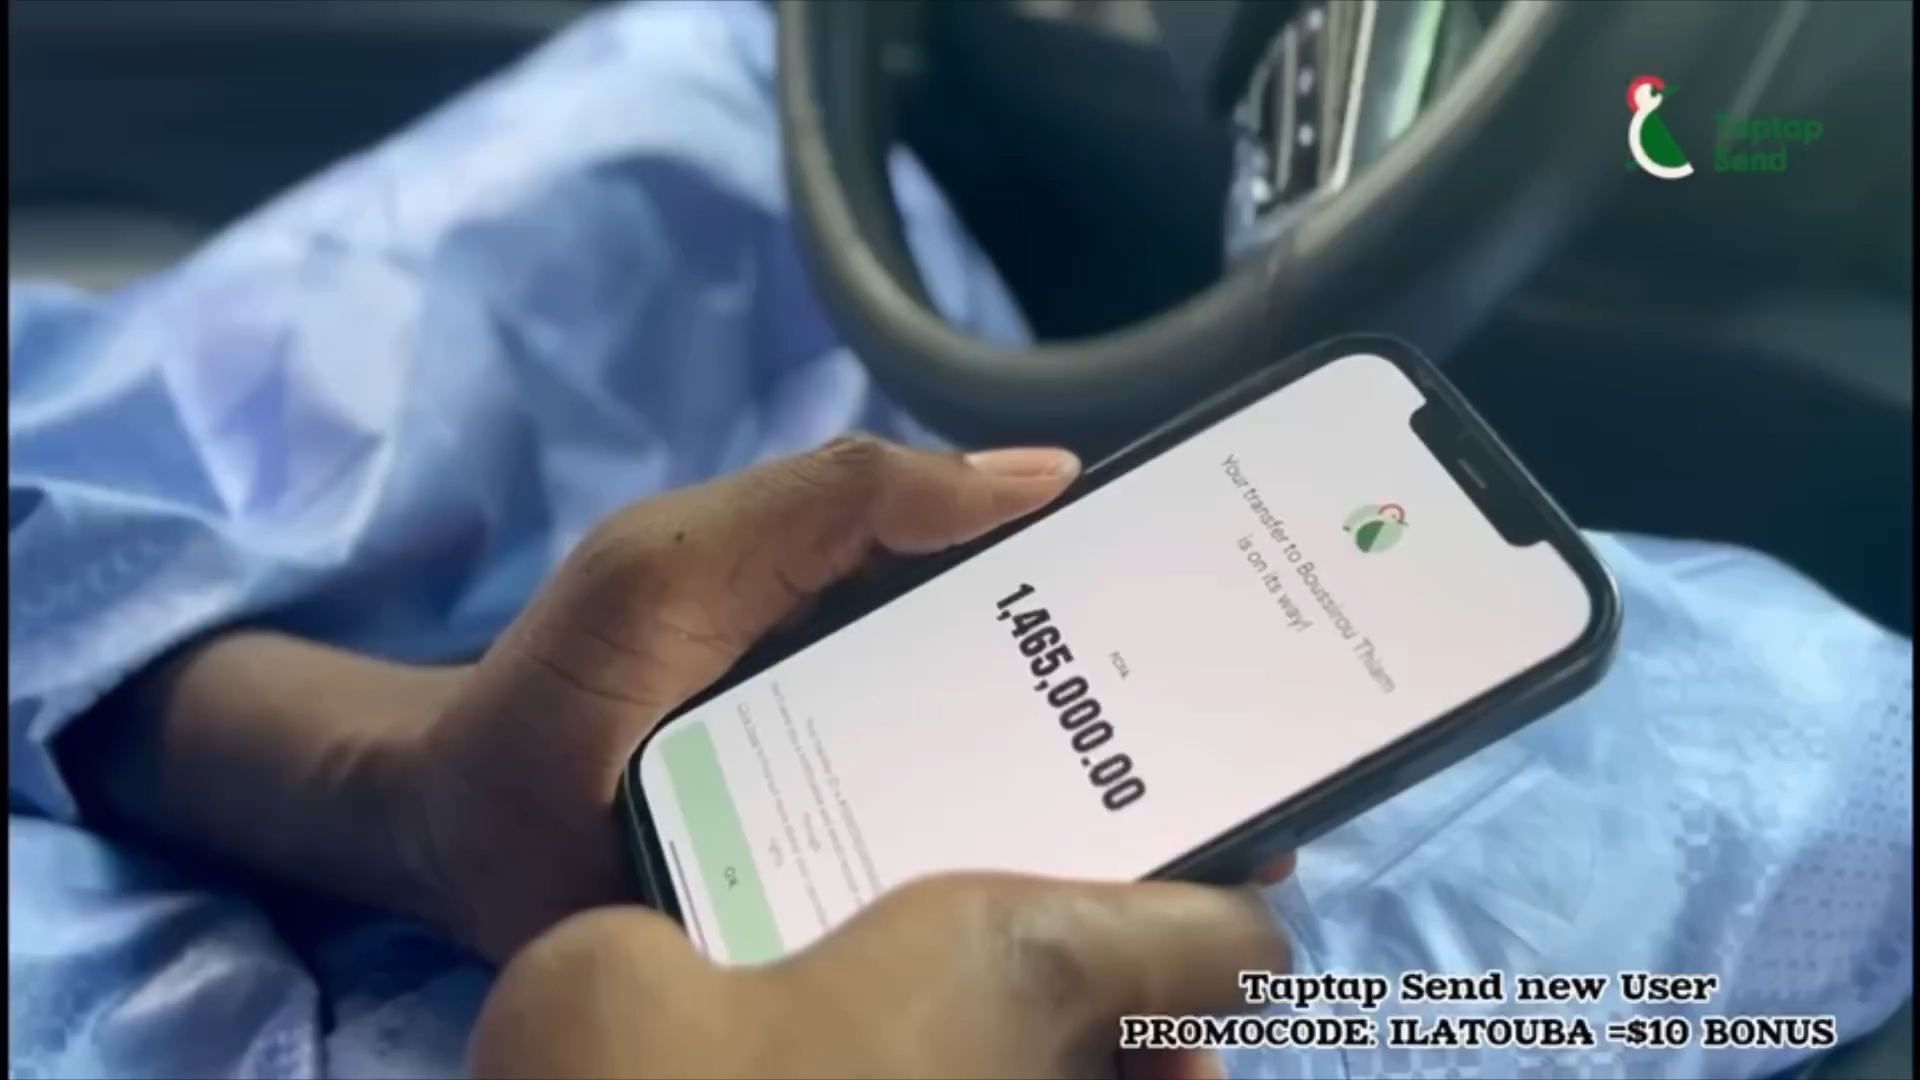 Taptap
Send
Your transfer to Boussirou Thiam
is on its way!
FCFA
1,465,000.00
OK
Taptap Send new User
PROMOCODE: ILATOUBA =$10 BONUS